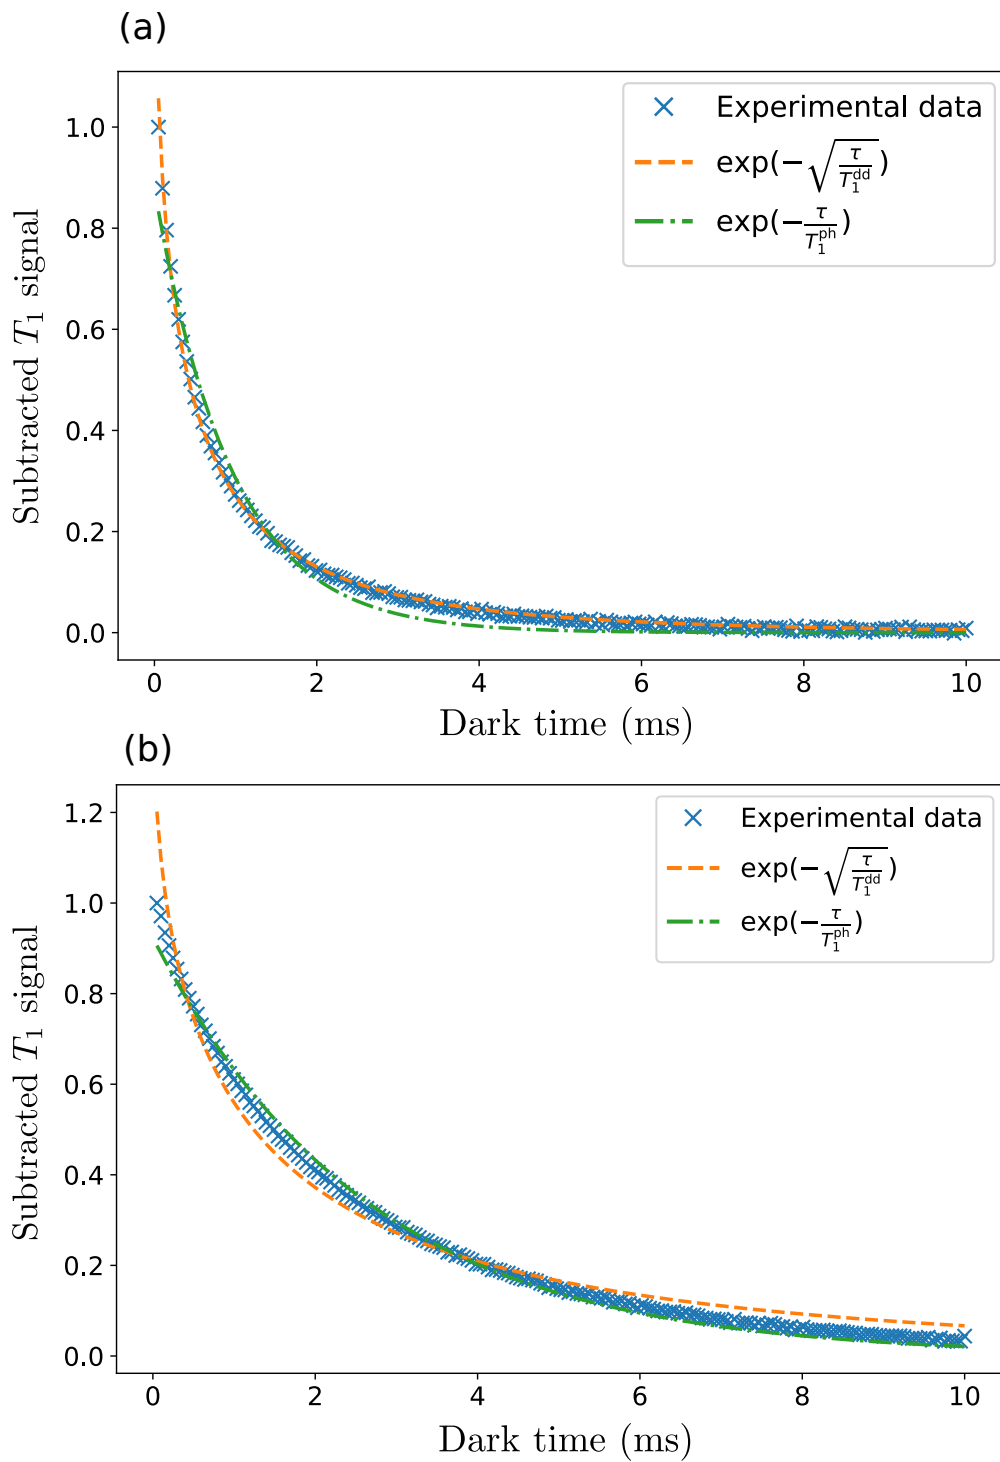 (a)
Subtracted T₁ signal
1.0
0.8
0.6
0.4
0.2
0.0
Experimental data
exp(−√(τ/T₁ᵈᵈ))
exp(−τ/T₁ᵖʰ)
0 2 4 6 8 10
Dark time (ms)
(b)
Subtracted T₁ signal
1.2
1.0
0.8
0.6
0.4
0.2
0.0
Experimental data
exp(−√(τ/T₁ᵈᵈ))
exp(−τ/T₁ᵖʰ)
0 2 4 6 8 10
Dark time (ms)